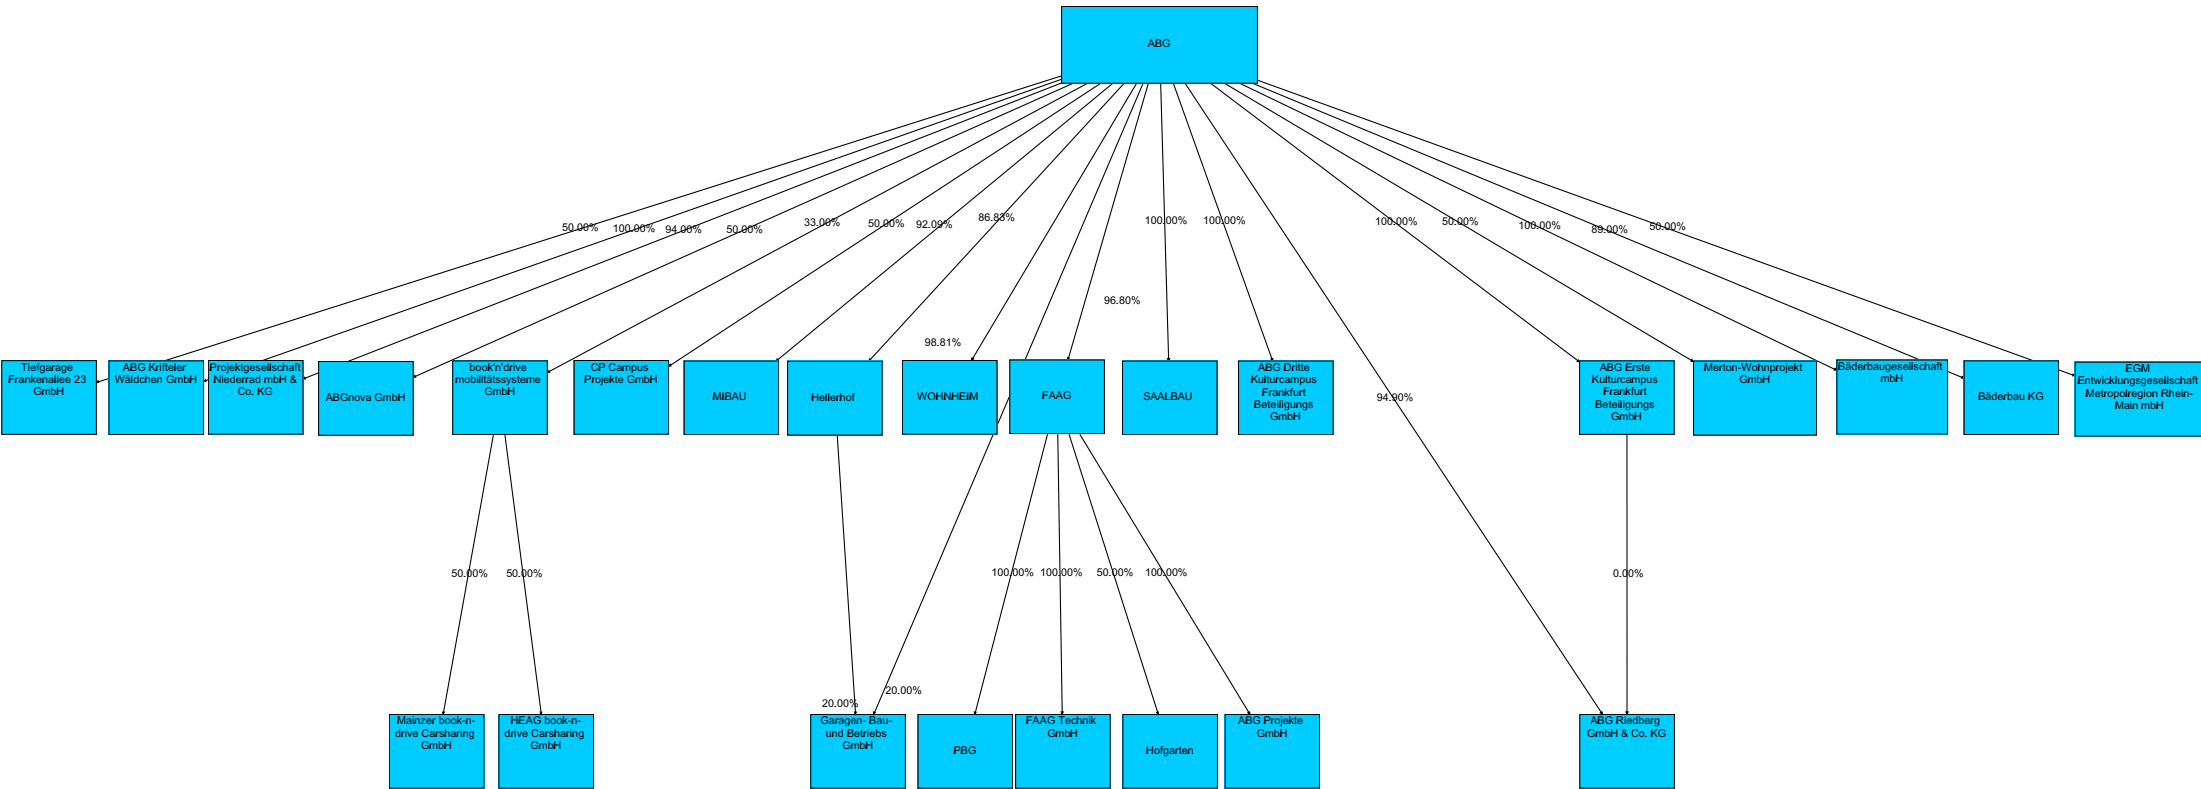 ABG
50.00%
100.00%
94.00%
50.00%
33.00%
50.00%
92.09%
86.83%
100.00%
100.00%
100.00%
50.00%
100.00%
89.00%
50.00%
96.80%
98.81%
94.90%
Tiefgarage
Frankenallee 23
GmbH
ABG Krifteler
Wäldchen GmbH
Projektgesellschaft
Niederrad mbH &
Co. KG
ABGnova GmbH
book'n'drive
mobilitätssysteme
GmbH
CP Campus
Projekte GmbH
MIBAU
Hellerhof
WOHNHEIM
FAAG
SAALBAU
ABG Dritte
Kulturcampus
Frankfurt
Beteiligungs
GmbH
ABG Erste
Kulturcampus
Frankfurt
Beteiligungs
GmbH
Merton-Wohnprojekt
GmbH
Bäderbaugesellschaft
mbH
Bäderbau KG
EGM
Entwicklungsgesellschaft
Metropolregion Rhein-
Main mbH
50.00%
50.00%
100.00%
100.00%
50.00%
100.00%
0.00%
20.00%
20.00%
Mainzer book-n-
drive Carsharing
GmbH
HEAG book-n-
drive Carsharing
GmbH
Garagen- Bau-
und Betriebs
GmbH
PBG
FAAG Technik
GmbH
Hofgarten
ABG Projekte
GmbH
ABG Riedberg
GmbH & Co. KG